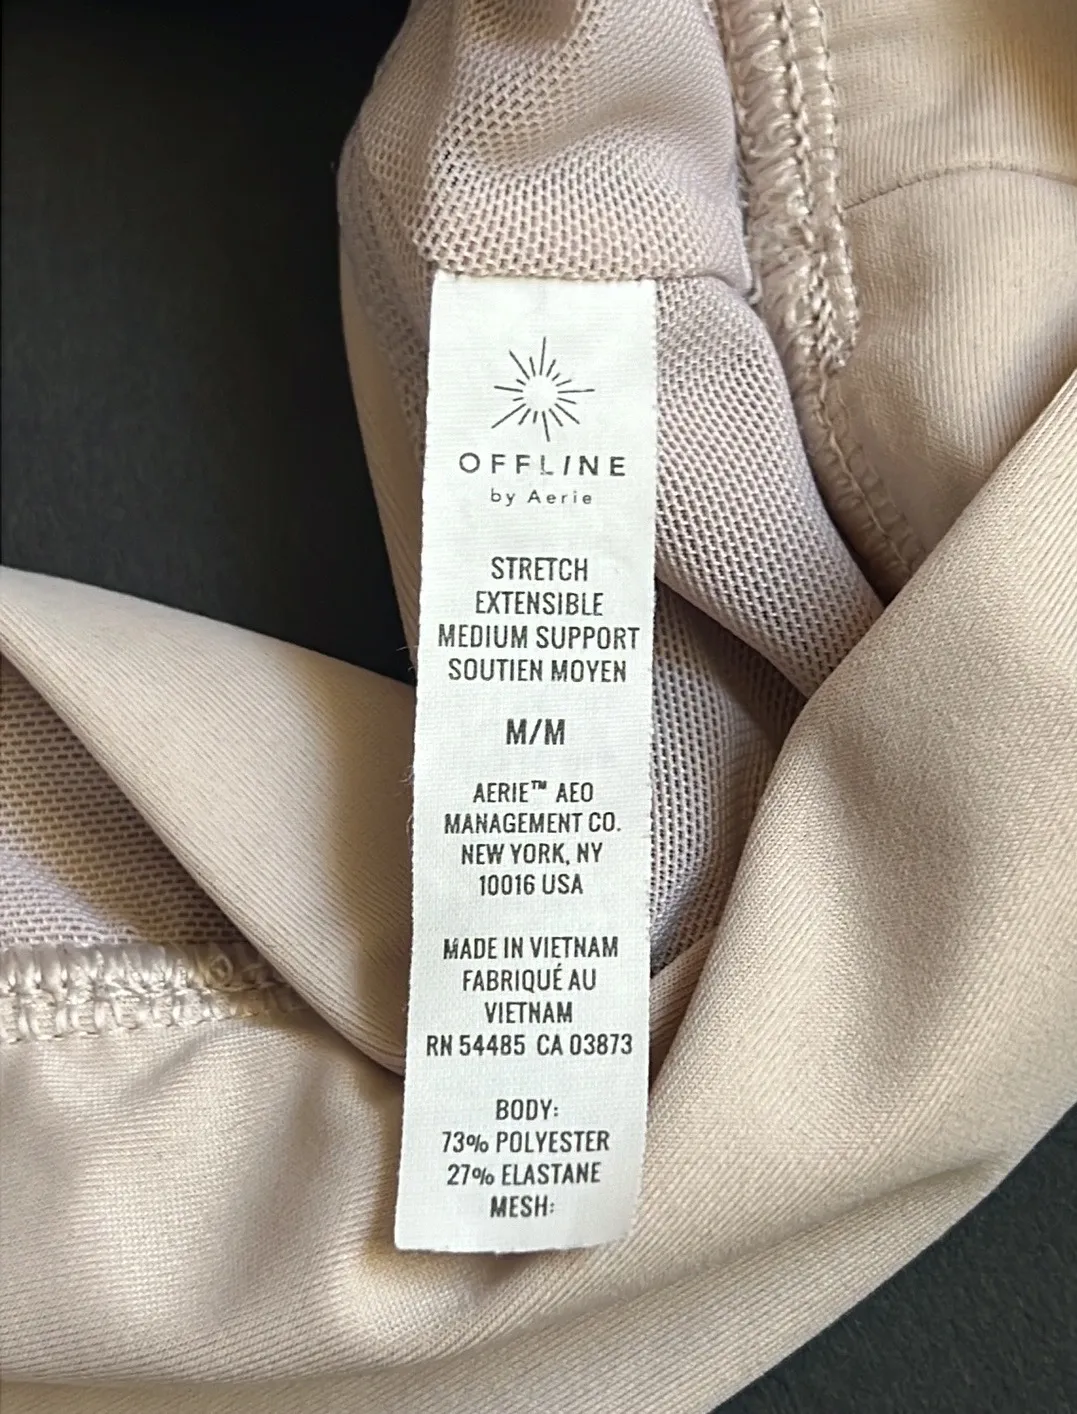 OFFLINE
by Aerie
STRETCH
EXTENSIBLE
MEDIUM SUPPORT
SOUTIEN MOYEN
M/M
AERIE™ AEO
MANAGEMENT CO.
NEW YORK, NY
10016 USA
MADE IN VIETNAM
FABRIQUÉ AU
VIETNAM
RN 54485 CA 03873
BODY:
73% POLYESTER
27% ELASTANE
MESH: